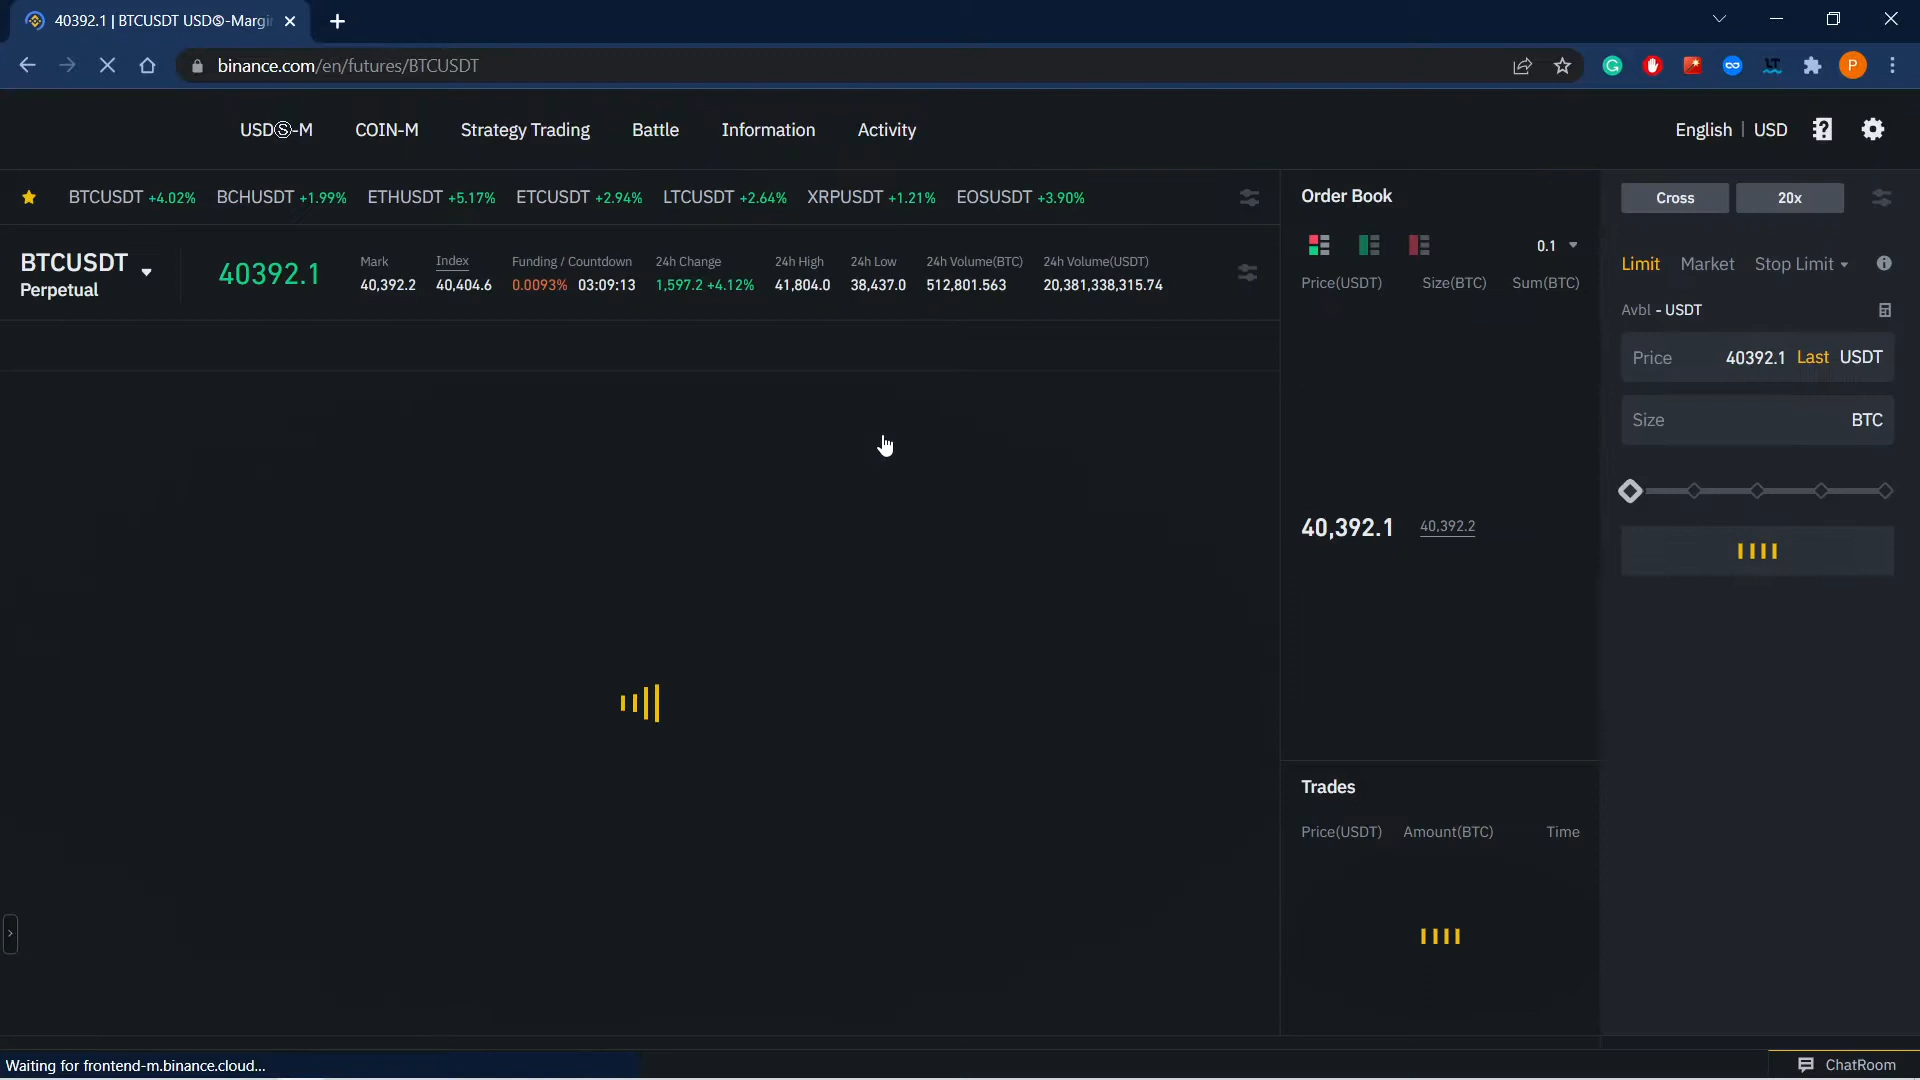 40392.1 | BTCUSDT USDⓈ-Margi
binance.com/en/futures/BTCUSDT
P
USDⓈ-M COIN-M Strategy Trading Battle Information Activity
English | USD
BTCUSDT +4.02% BCHUSDT +1.99% ETHUSDT +5.17% ETCUSDT +2.94% LTCUSDT +2.64% XRPUSDT +1.21% EOSUSDT +3.90%
BTCUSDT
Perpetual
40392.1
Mark Index Funding / Countdown 24h Change 24h High 24h Low 24h Volume(BTC) 24h Volume(USDT)
40,392.2 40,404.6 0.0093% 03:09:13 1,597.2 +4.12% 41,804.0 38,437.0 512,801.563 20,381,338,315.74
Order Book
0.1
Price(USDT) Size(BTC) Sum(BTC)
40,392.1 40,392.2
Trades
Price(USDT) Amount(BTC) Time
Cross 20x
Limit Market Stop Limit
Avbl - USDT
Price 40392.1 Last USDT
Size BTC
Waiting for frontend-m.binance.cloud...
ChatRoom